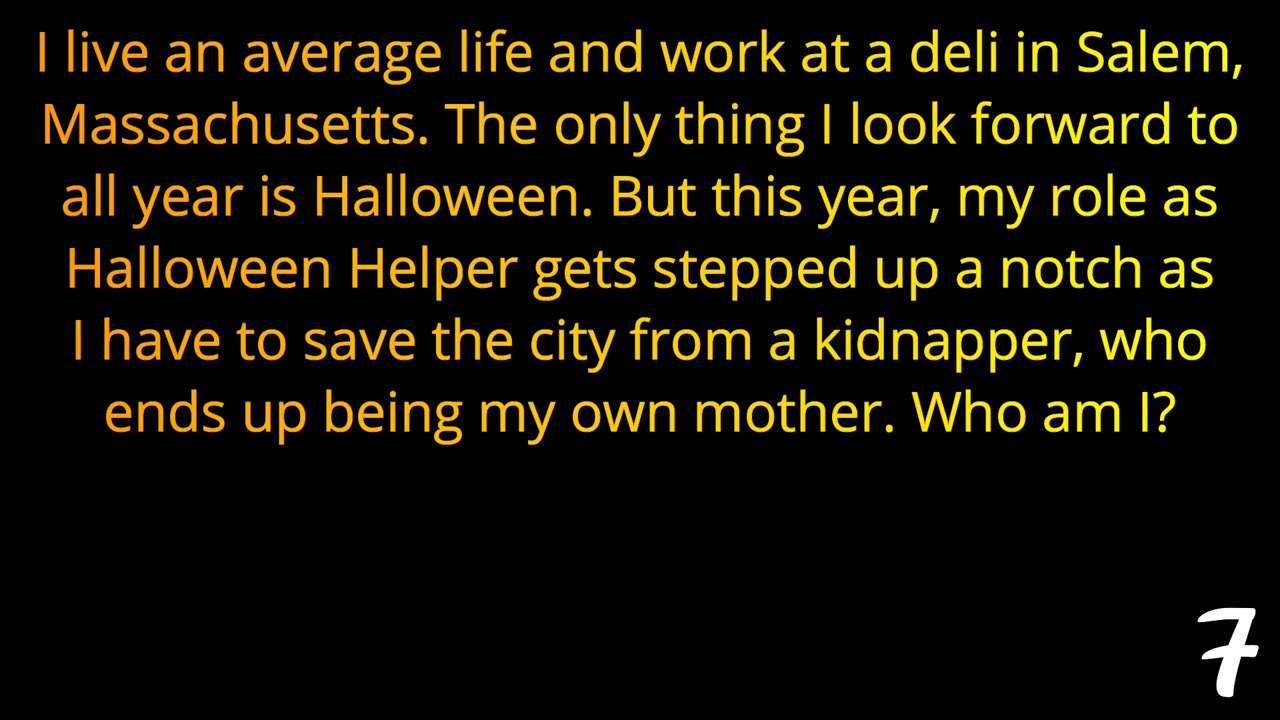 I live an average life and work at a deli in Salem,
Massachusetts. The only thing I look forward to
all year is Halloween. But this year, my role as
Halloween Helper gets stepped up a notch as
I have to save the city from a kidnapper, who
ends up being my own mother. Who am I?
7